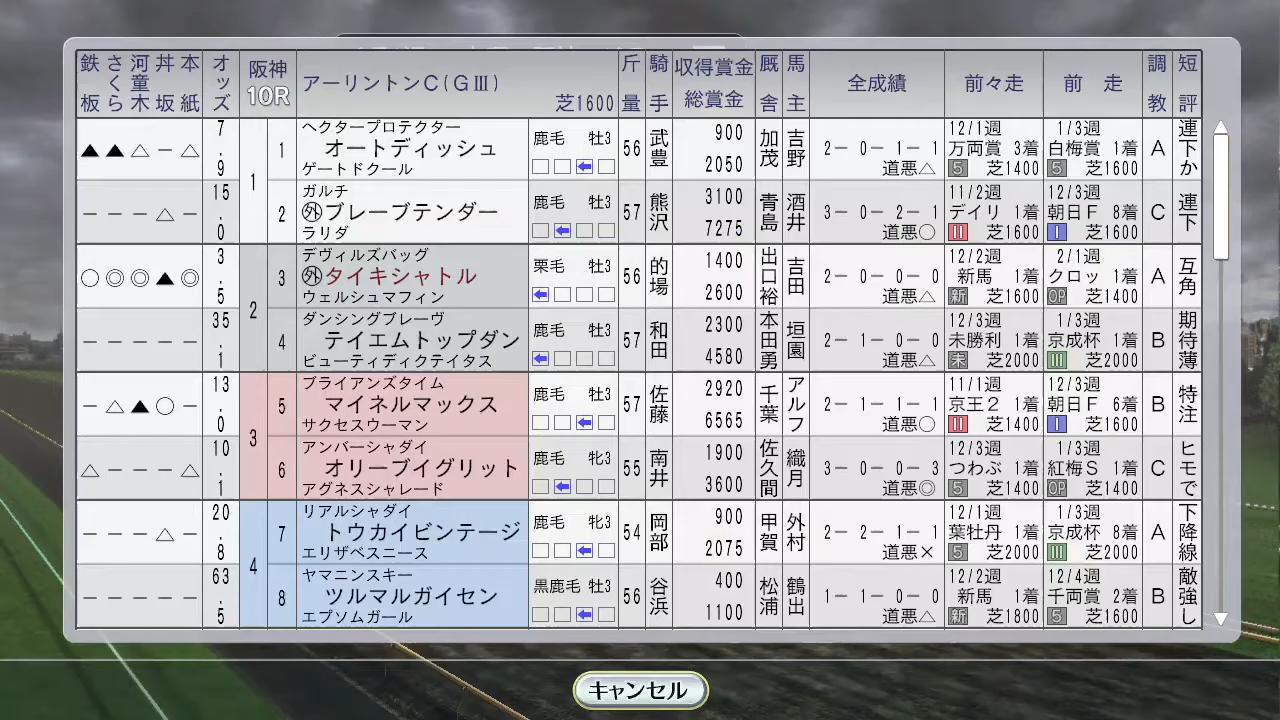 鉄板 さくら 河童木 丼坂 本紙 オッズ 阪神10R アーリントンC(GⅢ) 芝1600 斤量 騎手 収得賞金 総賞金 厩舎 馬主 全成績 前々走 前走 調教 短評
▲ ▲ △ － △ 7.9 1 1 ヘクタープロテクター 鹿毛 牡3 56 武豊 900 加茂 吉野 2－0－1－1 12/1週 1/3週 A 連下か
オートディッシュ 万両賞 3着 白梅賞 1着
ゲートドクール 2050 道悪△ 5 芝1400 5 芝1600
－ － － △ － 15.0 2 ガルチ 鹿毛 牡3 57 熊沢 3100 青島 酒井 3－0－2－1 11/2週 12/3週 C 連下
外ブレーブテンダー デイリ 1着 朝日F 8着
ラリダ 7275 道悪○ Ⅱ 芝1600 Ⅰ 芝1600
○ ◎ ◎ ▲ ◎ 3.5 2 3 デヴィルズバッグ 栗毛 牡3 56 的場 1400 出口裕 吉田 2－0－0－0 12/2週 2/1週 A 互角
外タイキシャトル 新馬 1着 クロッ 1着
ウェルシュマフィン 2600 道悪△ 新 芝1600 OP 芝1400
－ － － － － 35.1 4 ダンシングブレーヴ 鹿毛 牡3 57 和田 2300 本田勇 垣園 2－1－0－0 12/3週 1/3週 B 期待薄
テイエムトップダン 未勝利 1着 京成杯 1着
ビューティディクテイタス 4580 道悪△ 未 芝2000 Ⅲ 芝2000
－ △ ▲ ○ － 13.0 3 5 ブライアンズタイム 鹿毛 牡3 57 佐藤 2920 千葉 アルフ 2－1－1－1 11/1週 12/3週 B 特注
マイネルマックス 京王2 1着 朝日F 6着
サクセスウーマン 6565 道悪○ Ⅱ 芝1400 Ⅰ 芝1600
△ － － － △ 10.1 6 アンバーシャダイ 鹿毛 牝3 55 南井 1900 佐久間 織月 3－0－0－3 12/3週 1/3週 C ヒモで
オリーブイグリット つわぶ 1着 紅梅S 1着
アグネスシャレード 3600 道悪◎ 5 芝1400 OP 芝1400
－ － － △ － 20.8 4 7 リアルシャダイ 鹿毛 牝3 54 岡部 900 甲賀 外村 2－2－1－1 12/1週 1/3週 A 下降線
トウカイビンテージ 葉牡丹 1着 京成杯 8着
エリザベスニース 2075 道悪× 5 芝2000 Ⅲ 芝2000
－ － － － － 63.5 8 ヤマニンスキー 黒鹿毛 牡3 56 谷浜 400 松浦 鶴出 1－1－0－0 12/2週 12/4週 B 敵強し
ツルマルガイセン 新馬 1着 千両賞 2着
エプソムガール 1100 道悪△ 新 芝1800 5 芝1600
キャンセル